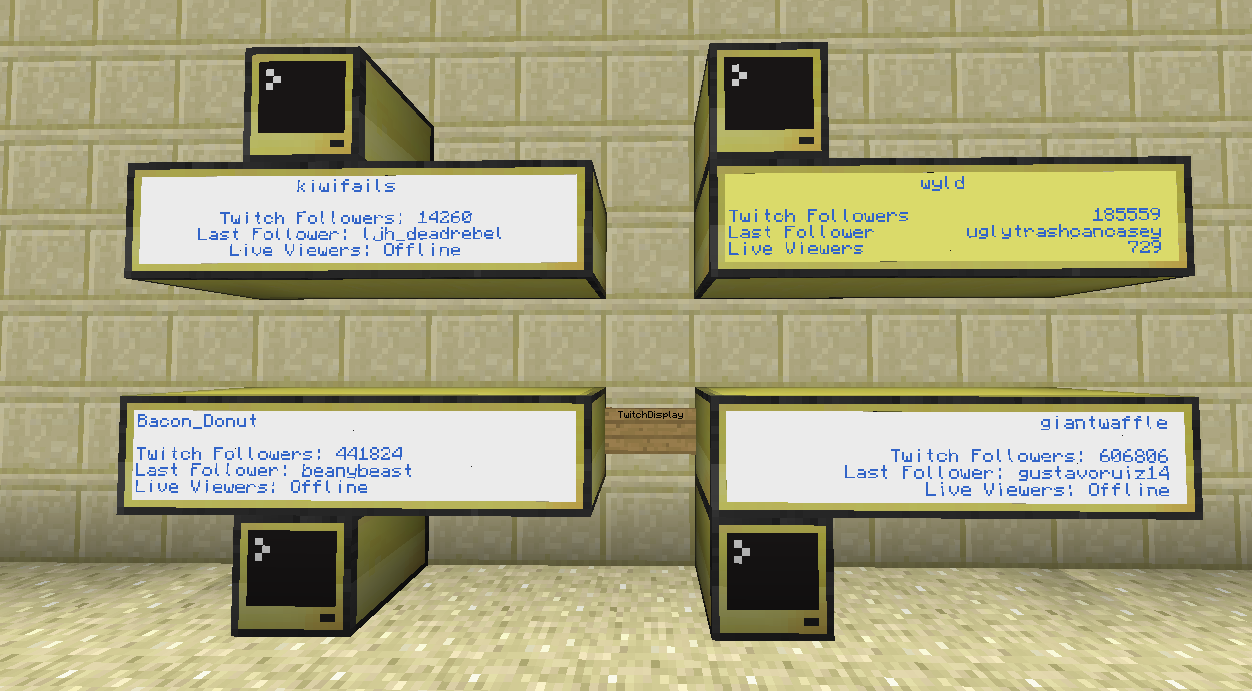 kiwifails
Twitch Followers: 14260
Last Follower: ljh_deadrebel
Live Viewers: Offline
wyld
Twitch Followers 185559
Last Follower uglytrashcancasey
Live Viewers 729
Bacon_Donut
Twitch Followers: 441824
Last Follower: beanybeast
Live Viewers: Offline
TwitchDisplay
giantwaffle
Twitch Followers: 606806
Last Follower: gustavoruiz14
Live Viewers: Offline